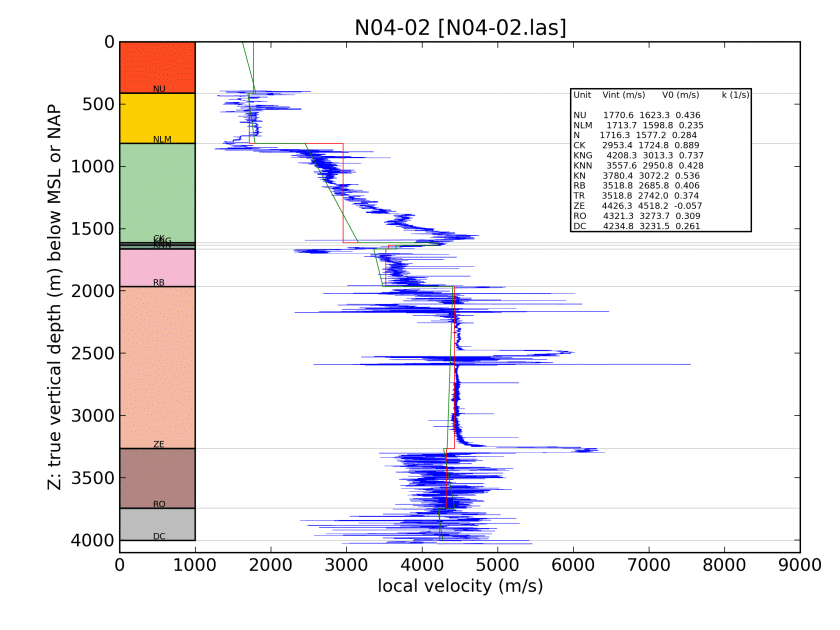 N04-02 [N04-02.las]
Z: true vertical depth (m) below MSL or NAP
0
500
1000
1500
2000
2500
3000
3500
4000
NU
NLM
CK
KNN
RB
ZE
RO
DC
Unit Vint (m/s) V0 (m/s) k (1/s)
NU 1770.6 1623.3 0.436
NLM 1713.7 1598.8 0.235
N 1716.3 1577.2 0.284
CK 2953.4 1724.8 0.889
KNG 4208.3 3013.3 0.737
KNN 3557.6 2950.8 0.428
KN 3780.4 3072.2 0.536
RB 3518.8 2685.8 0.406
TR 3518.8 2742.0 0.374
ZE 4426.3 4518.2 -0.057
RO 4321.3 3273.7 0.309
DC 4234.8 3231.5 0.261
0 1000 2000 3000 4000 5000 6000 7000 8000 9000
local velocity (m/s)